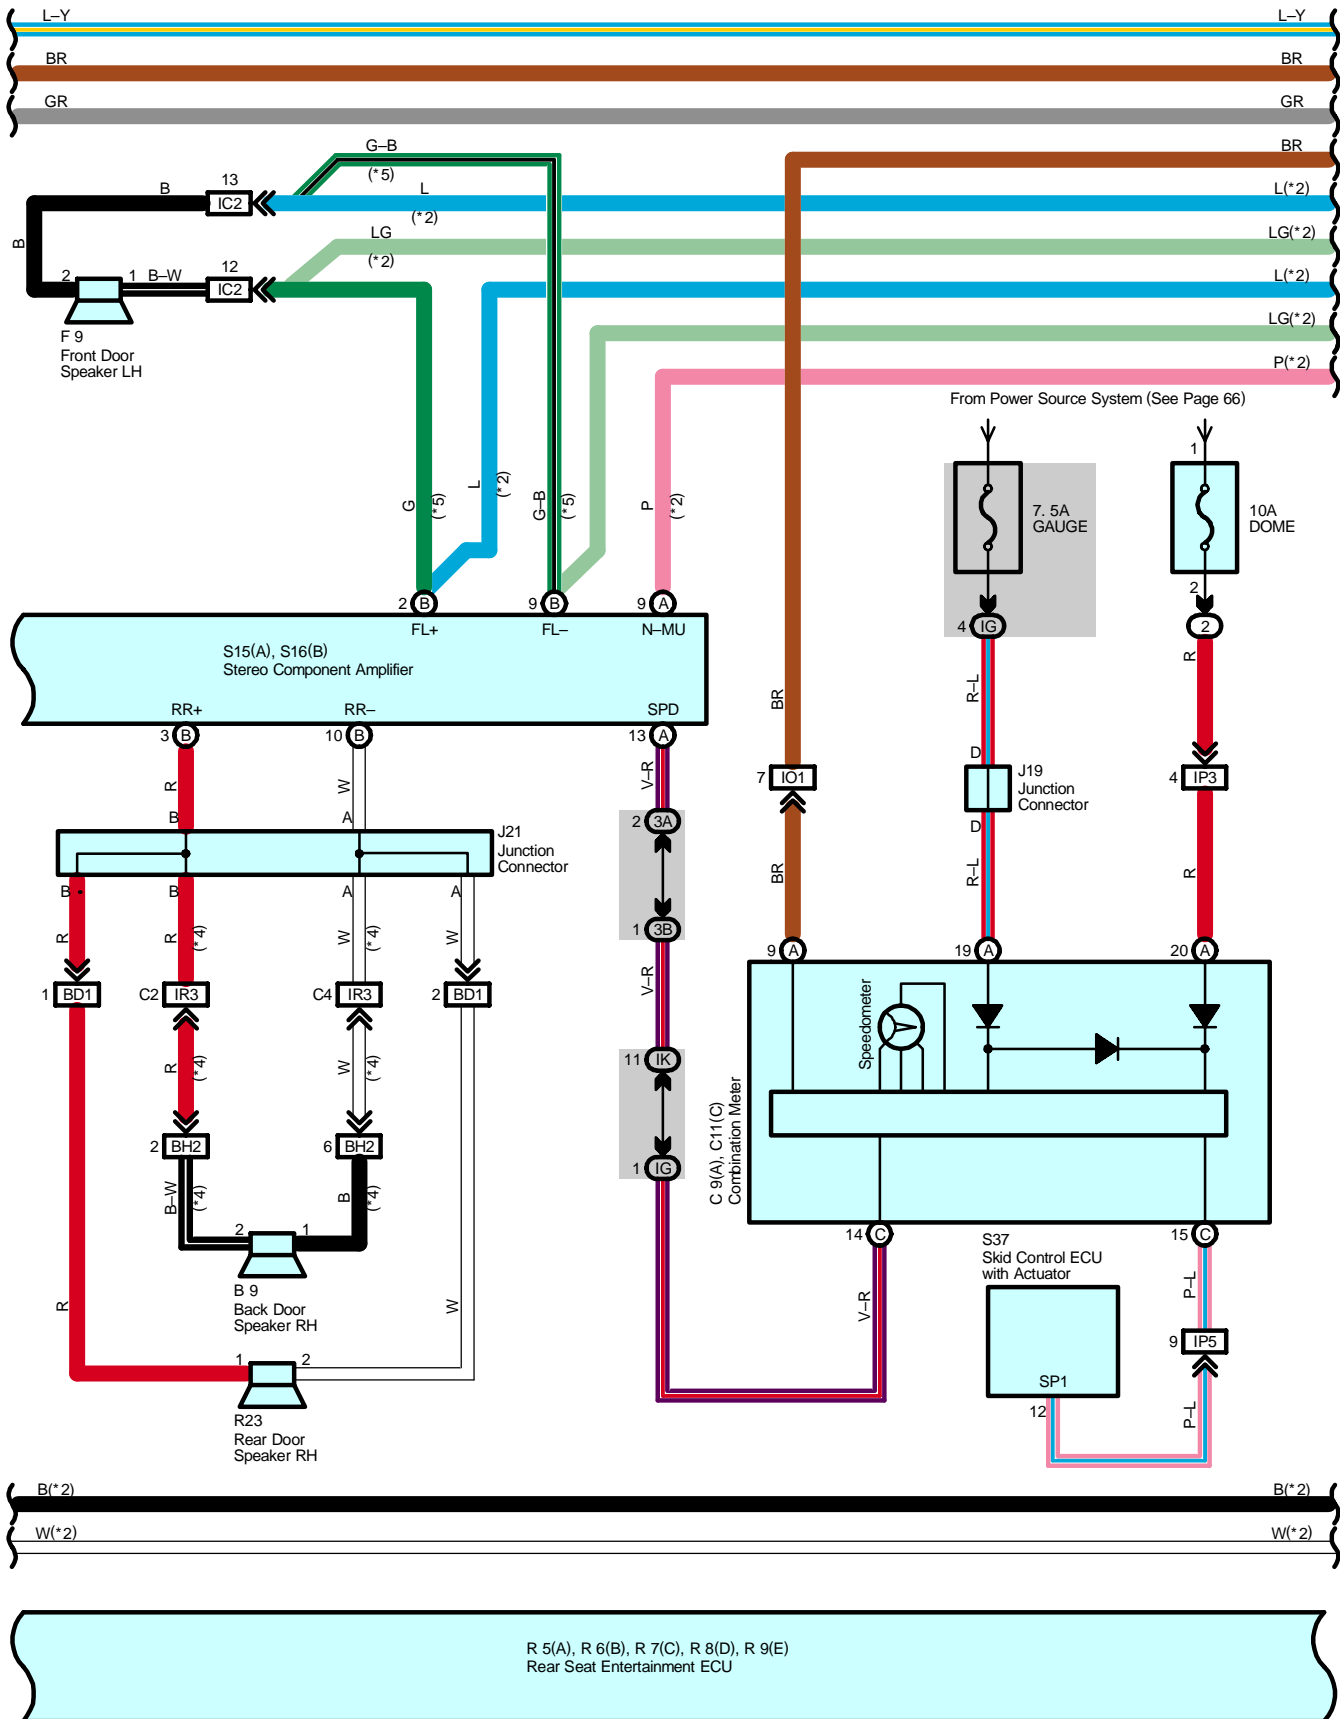 L–Y L–Y
BR BR
GR GR
G–B BR
(*5)
13
B IC2 L L(*2)
(*2)
B
LG LG(*2)
(*2)
12
2 1 B–W IC2 L(*2)
F 9
Front Door
Speaker LH
LG(*2)
P(*2)
From Power Source System (See Page 66)
1
7. 5A
GAUGE
10A
DOME
G (*5)
L (*2)
G–B (*5)
P (*2)
2
2 B 9 B 9 A 4 IG 2
FL+ FL– N–MU
S15(A), S16(B)
Stereo Component Amplifier
RR+ RR– SPD
3 B 10 B 13 A
BR R–L R
R W V–R
D
7 IO1
J19
Junction
Connector
4 IP3
B A
2 3A
D
J21
Junction
Connector
BR R–L R
B B A A
R R (*4) W (*4) W
1 3B
9 A 19 A 20 A
1 BD1 C2 IR3 C4 IR3 2 BD1
V–R
Speedometer
R (*4) W (*4)
11 IK
2 BH2 6 BH2
1 IG
C 9(A), C11(C)
Combination Meter
B–W (*4) B (*4)
2 1
B 9
Back Door
Speaker RH
14 C 15 C
S37
Skid Control ECU
with Actuator
R W V–R P–L
9 IP5
1 2
R23
Rear Door
Speaker RH
SP1
12
P–L
B(*2) B(*2)
W(*2) W(*2)
R 5(A), R 6(B), R 7(C), R 8(D), R 9(E)
Rear Seat Entertainment ECU